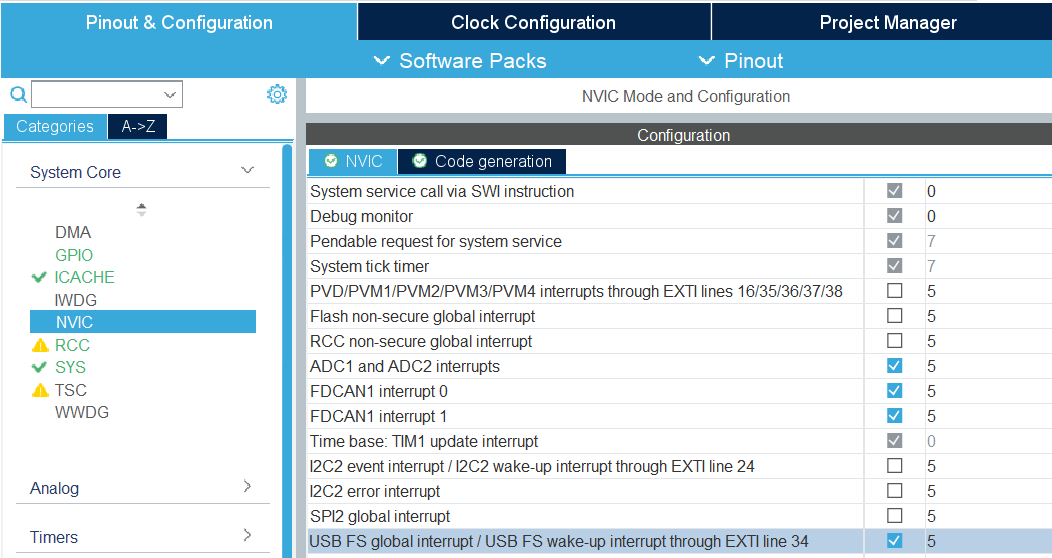 Pinout & Configuration
Clock Configuration
Project Manager
Software Packs
Pinout
NVIC Mode and Configuration
Categories
A->Z
Configuration
NVIC
Code generation
System Core
DMA
GPIO
ICACHE
IWDG
NVIC
RCC
SYS
TSC
WWDG
Analog
Timers
System service call via SWI instruction 0
Debug monitor 0
Pendable request for system service 7
System tick timer 7
PVD/PVM1/PVM2/PVM3/PVM4 interrupts through EXTI lines 16/35/36/37/38 5
Flash non-secure global interrupt 5
RCC non-secure global interrupt 5
ADC1 and ADC2 interrupts 5
FDCAN1 interrupt 0 5
FDCAN1 interrupt 1 5
Time base: TIM1 update interrupt 0
I2C2 event interrupt / I2C2 wake-up interrupt through EXTI line 24 5
I2C2 error interrupt 5
SPI2 global interrupt 5
USB FS global interrupt / USB FS wake-up interrupt through EXTI line 34 5